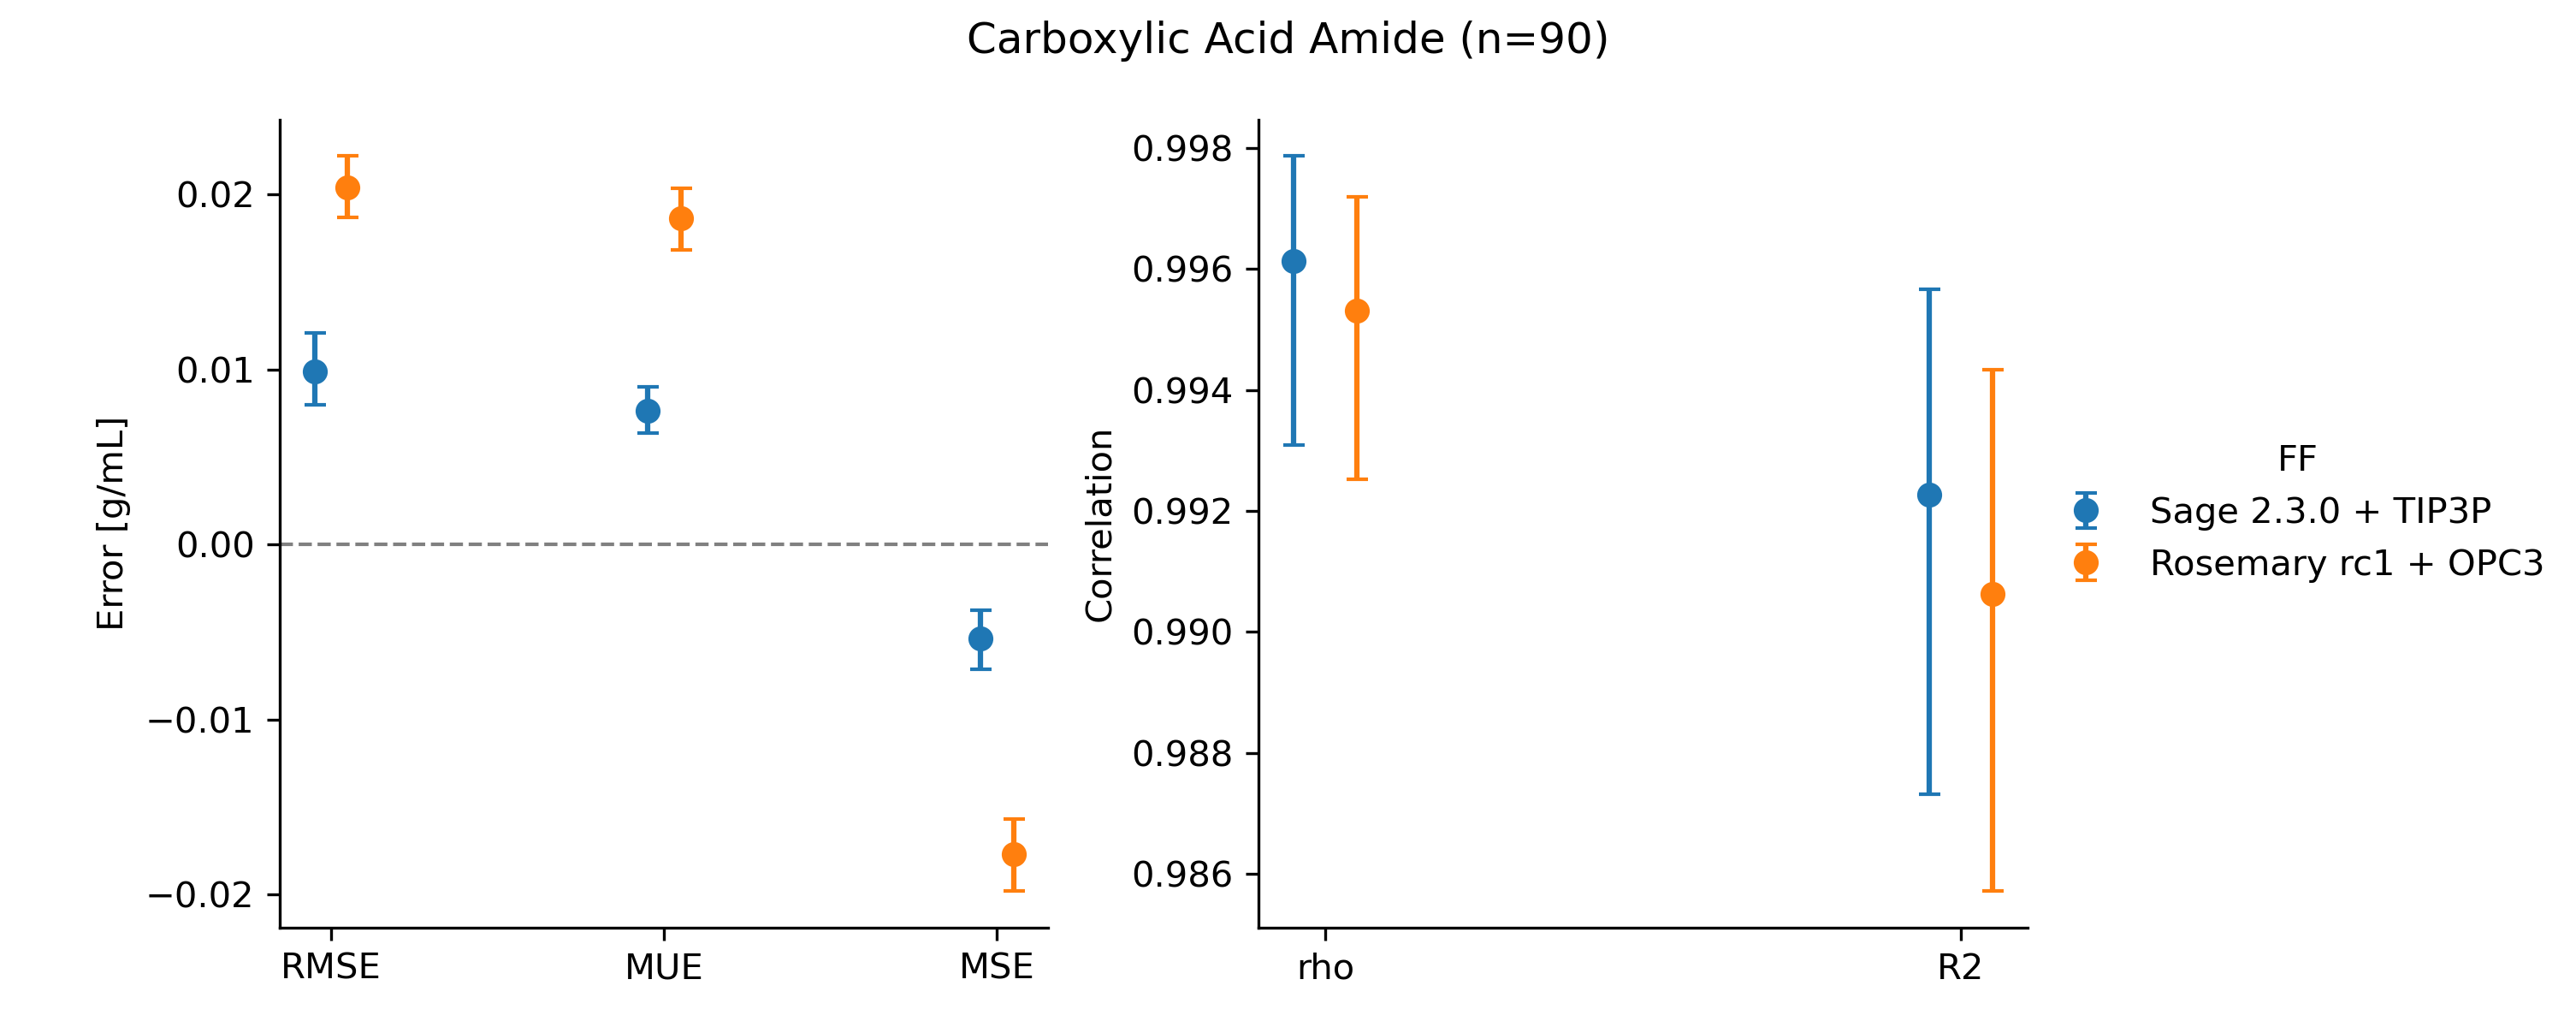 Carboxylic Acid Amide (n=90)
Error [g/mL]
0.02
0.01
0.00
−0.01
−0.02
RMSE
MUE
MSE
Correlation
0.998
0.996
0.994
0.992
0.990
0.988
0.986
rho
R2
FF
Sage 2.3.0 + TIP3P
Rosemary rc1 + OPC3